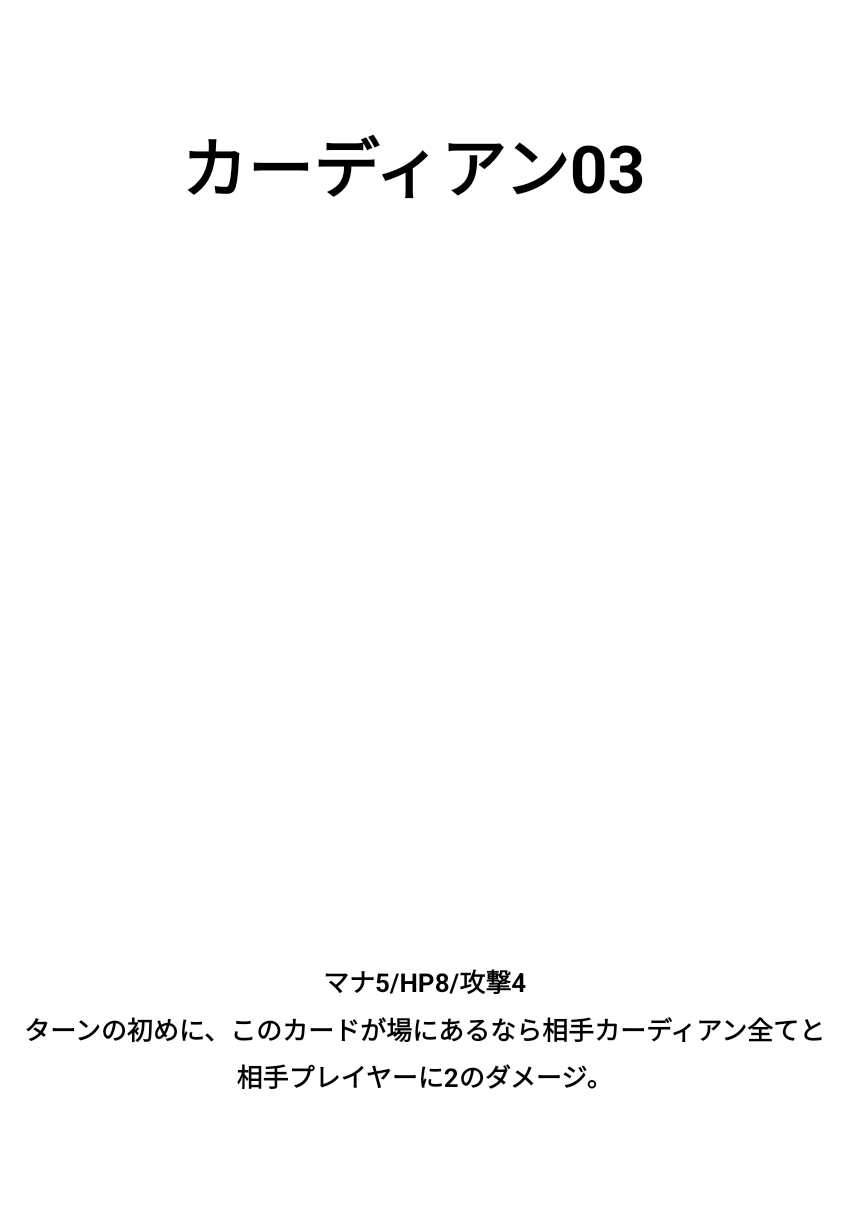 カーディアン03
マナ5/HP8/攻撃4
ターンの初めに、このカードが場にあるなら相手カーディアン全てと
相手プレイヤーに2のダメージ。